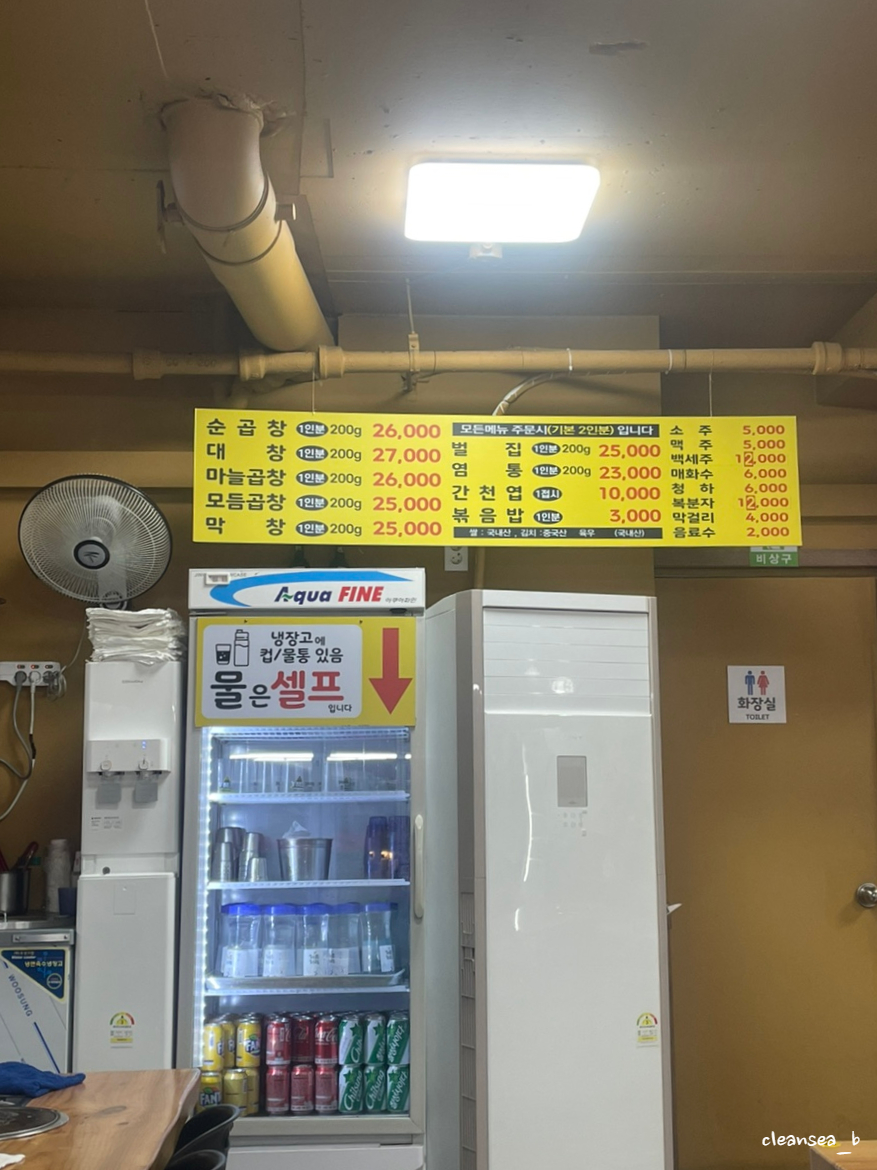 순 곱 창 1인분 200g 26,000
대 창 1인분 200g 27,000
마늘곱창 1인분 200g 26,000
모듬곱창 1인분 200g 25,000
막 창 1인분 200g 25,000
모든메뉴 주문시(기본 2인분) 입니다
벌 집 1인분 200g 25,000
염 통 1인분 200g 23,000
간 천 엽 1접시 10,000
볶 음 밥 1인분 3,000
쌀 : 국내산 , 김치 : 중국산 육우 (국내산)
소 주 5,000
맥 주 5,000
백세주 12,000
매화수 6,000
청 하 6,000
복분자 12,000
막걸리 4,000
음료수 2,000
비상구
Aqua FINE
냉장고에
컵/물통 있음
물은 셀프
입니다
화장실
TOILET
WOOSUNG
cleansea_b